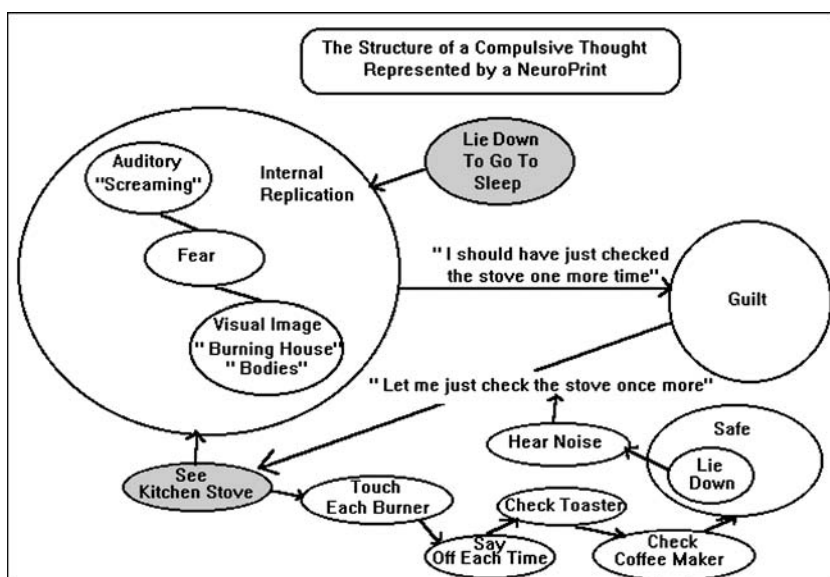 The Structure of a Compulsive Thought
Represented by a NeuroPrint
Auditory
"Screaming"
Internal
Replication
Lie Down
To Go To
Sleep
Fear
" I should have just checked
the stove one more time"
Guilt
Visual Image
" Burning House"
" Bodies"
" Let me just check the stove once more"
Safe
Hear Noise
Lie
Down
See
Kitchen Stove
Touch
Each Burner
Check Toaster
Say
Off Each Time
Check
Coffee Maker